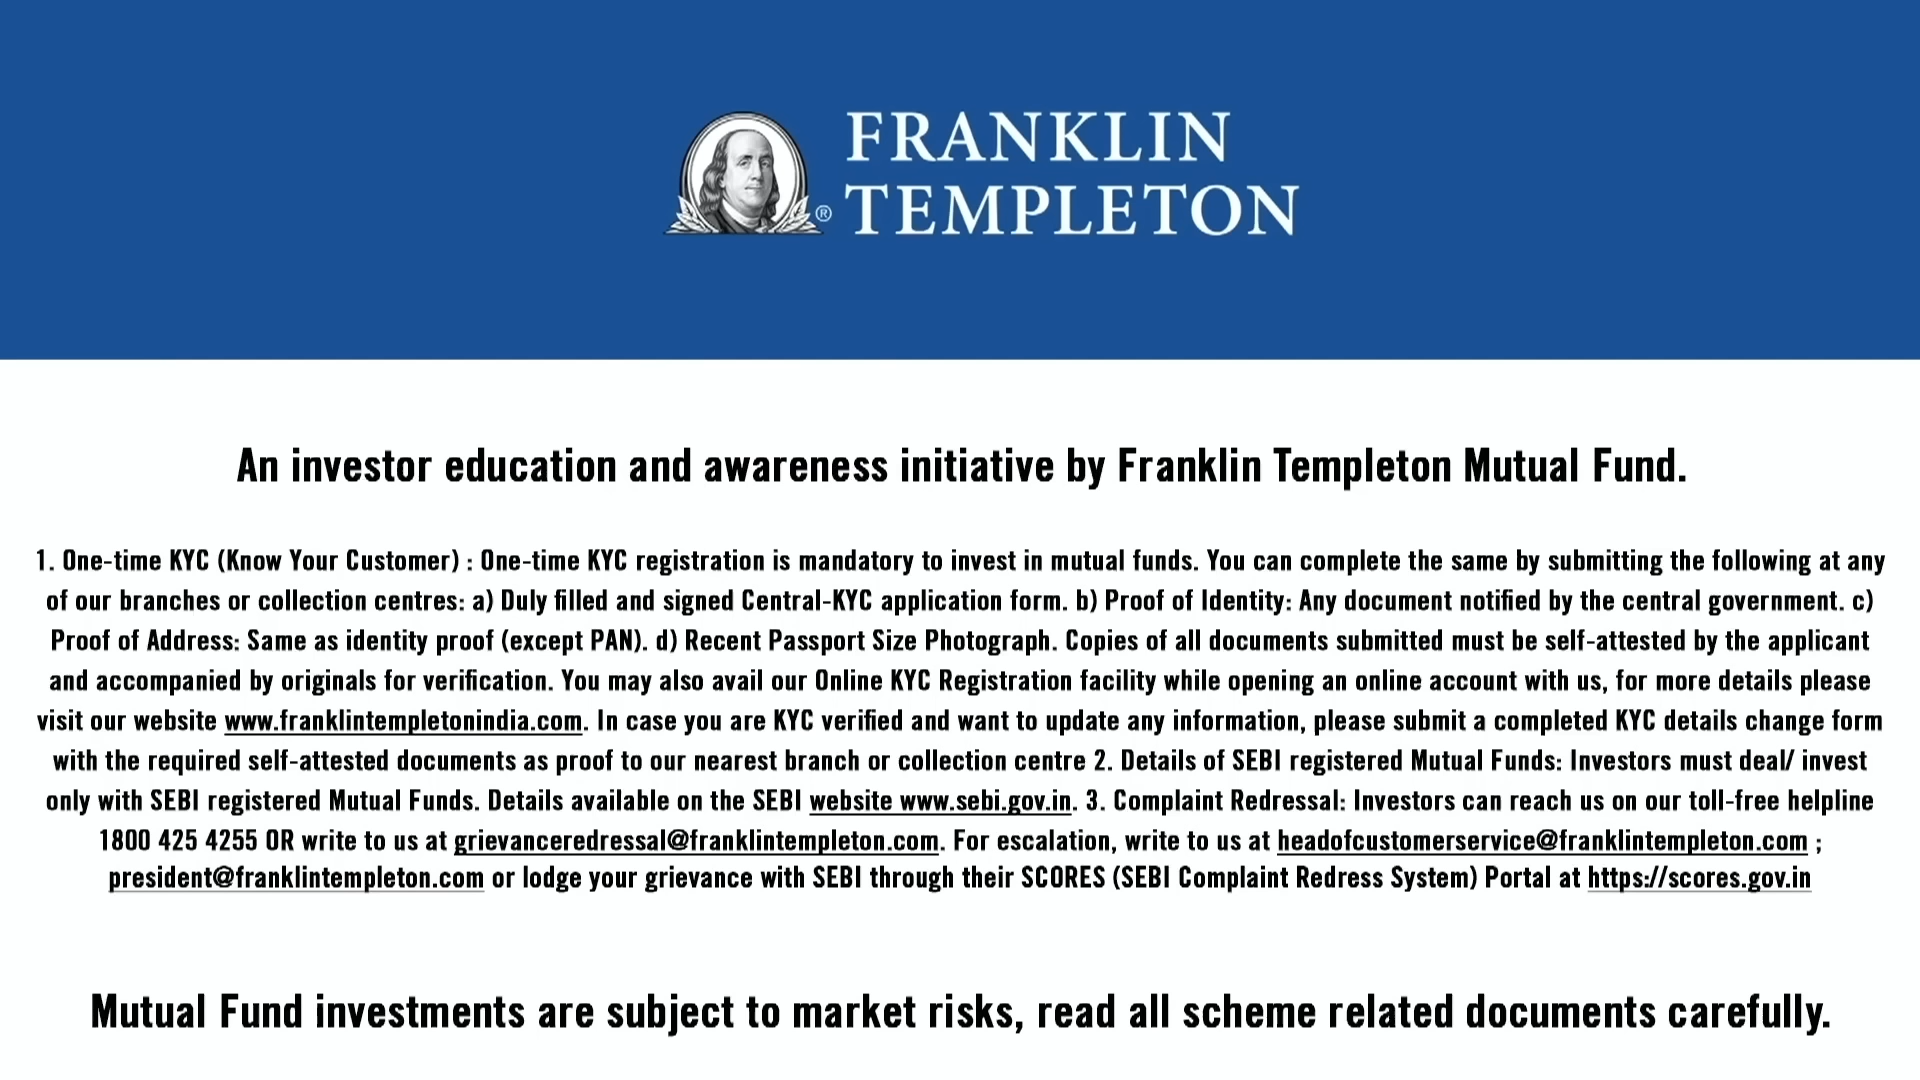 FRANKLIN
TEMPLETON
®
An investor education and awareness initiative by Franklin Templeton Mutual Fund.
1. One-time KYC (Know Your Customer) : One-time KYC registration is mandatory to invest in mutual funds. You can complete the same by submitting the following at any
of our branches or collection centres: a) Duly filled and signed Central-KYC application form. b) Proof of Identity: Any document notified by the central government. c)
Proof of Address: Same as identity proof (except PAN). d) Recent Passport Size Photograph. Copies of all documents submitted must be self-attested by the applicant
and accompanied by originals for verification. You may also avail our Online KYC Registration facility while opening an online account with us, for more details please
visit our website www.franklintempletonindia.com. In case you are KYC verified and want to update any information, please submit a completed KYC details change form
with the required self-attested documents as proof to our nearest branch or collection centre 2. Details of SEBI registered Mutual Funds: Investors must deal/ invest
only with SEBI registered Mutual Funds. Details available on the SEBI website www.sebi.gov.in. 3. Complaint Redressal: Investors can reach us on our toll-free helpline
1800 425 4255 OR write to us at grievanceredressal@franklintempleton.com. For escalation, write to us at headofcustomerservice@franklintempleton.com ;
president@franklintempleton.com or lodge your grievance with SEBI through their SCORES (SEBI Complaint Redress System) Portal at https://scores.gov.in
Mutual Fund investments are subject to market risks, read all scheme related documents carefully.